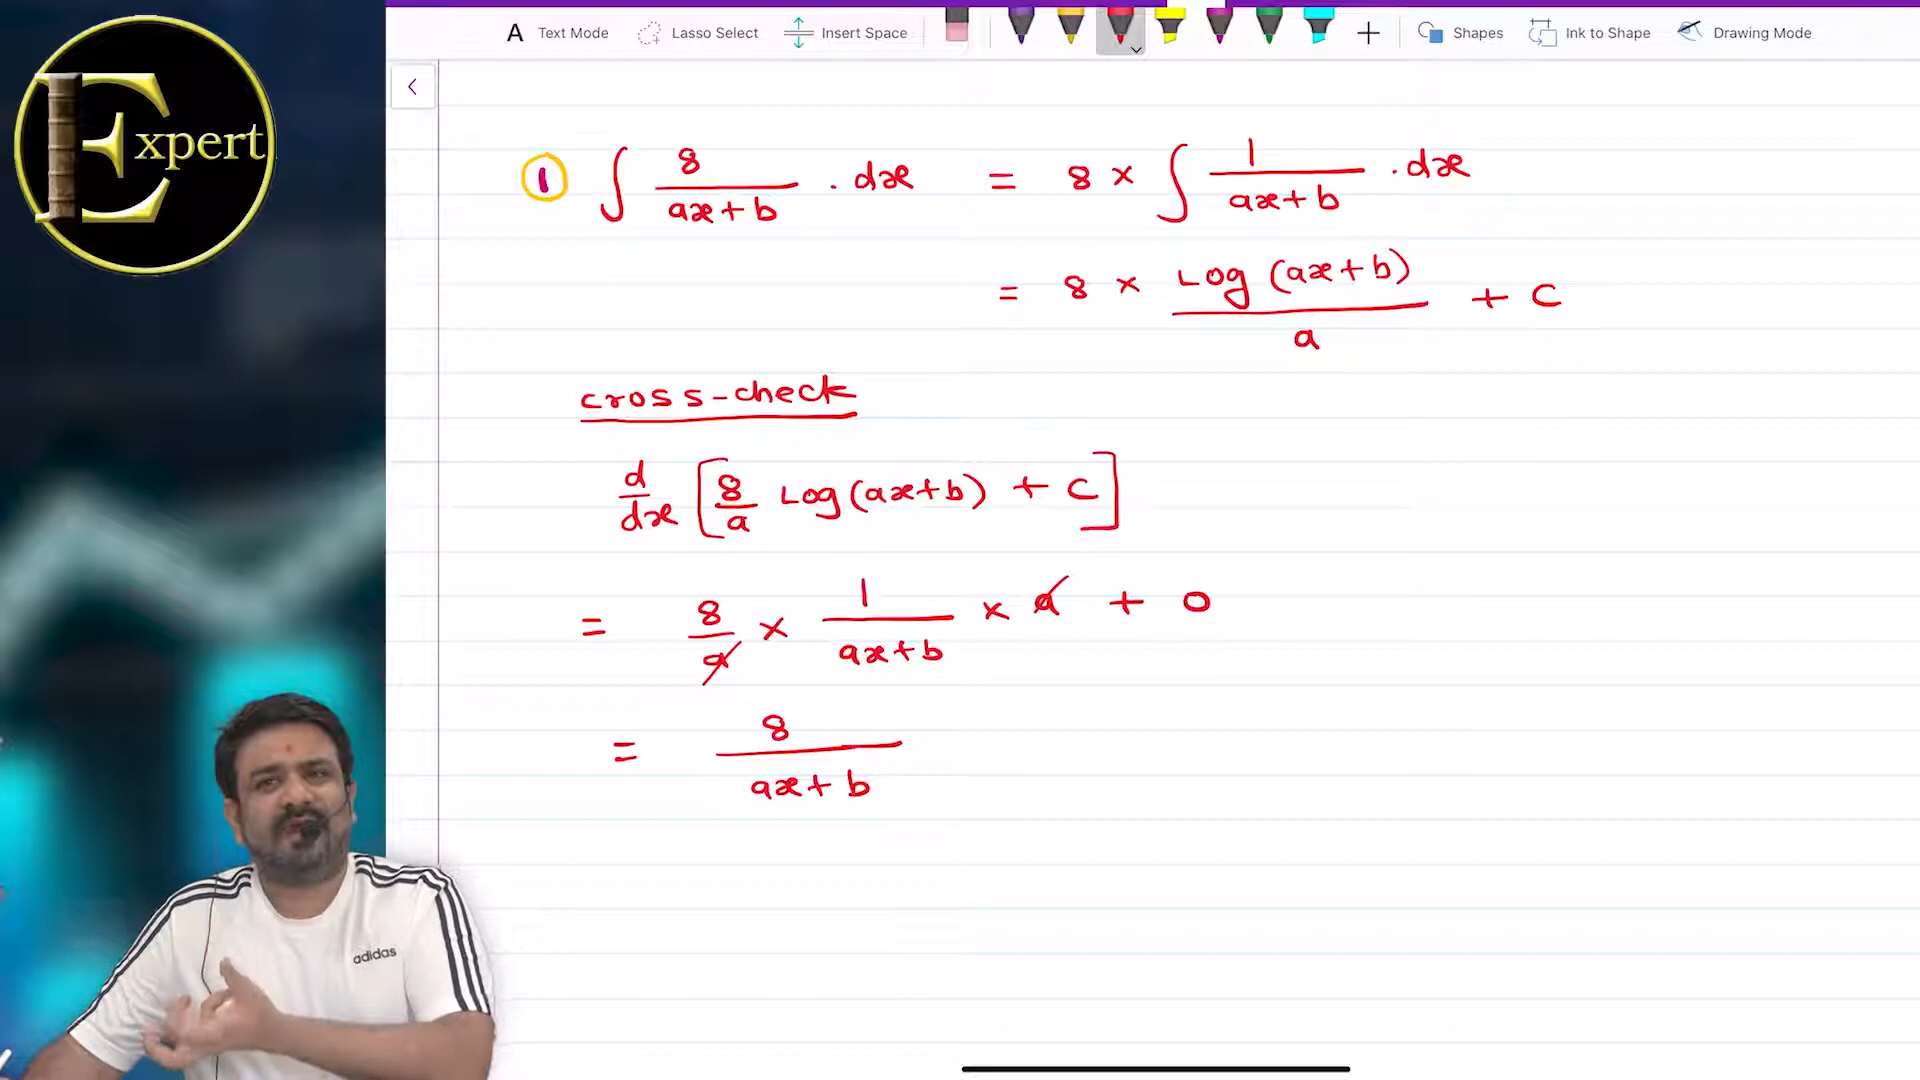 Expert
A Text Mode Lasso Select Insert Space Shapes Ink to Shape Drawing Mode
① ∫ 8/(ax+b) . dx = 8 × ∫ 1/(ax+b) . dx
= 8 × Log (ax+b)/a + c
cross-check
d/dx [8/a Log(ax+b) + c]
= 8/a × 1/(ax+b) × a + 0
= 8/(ax+b)
adidas